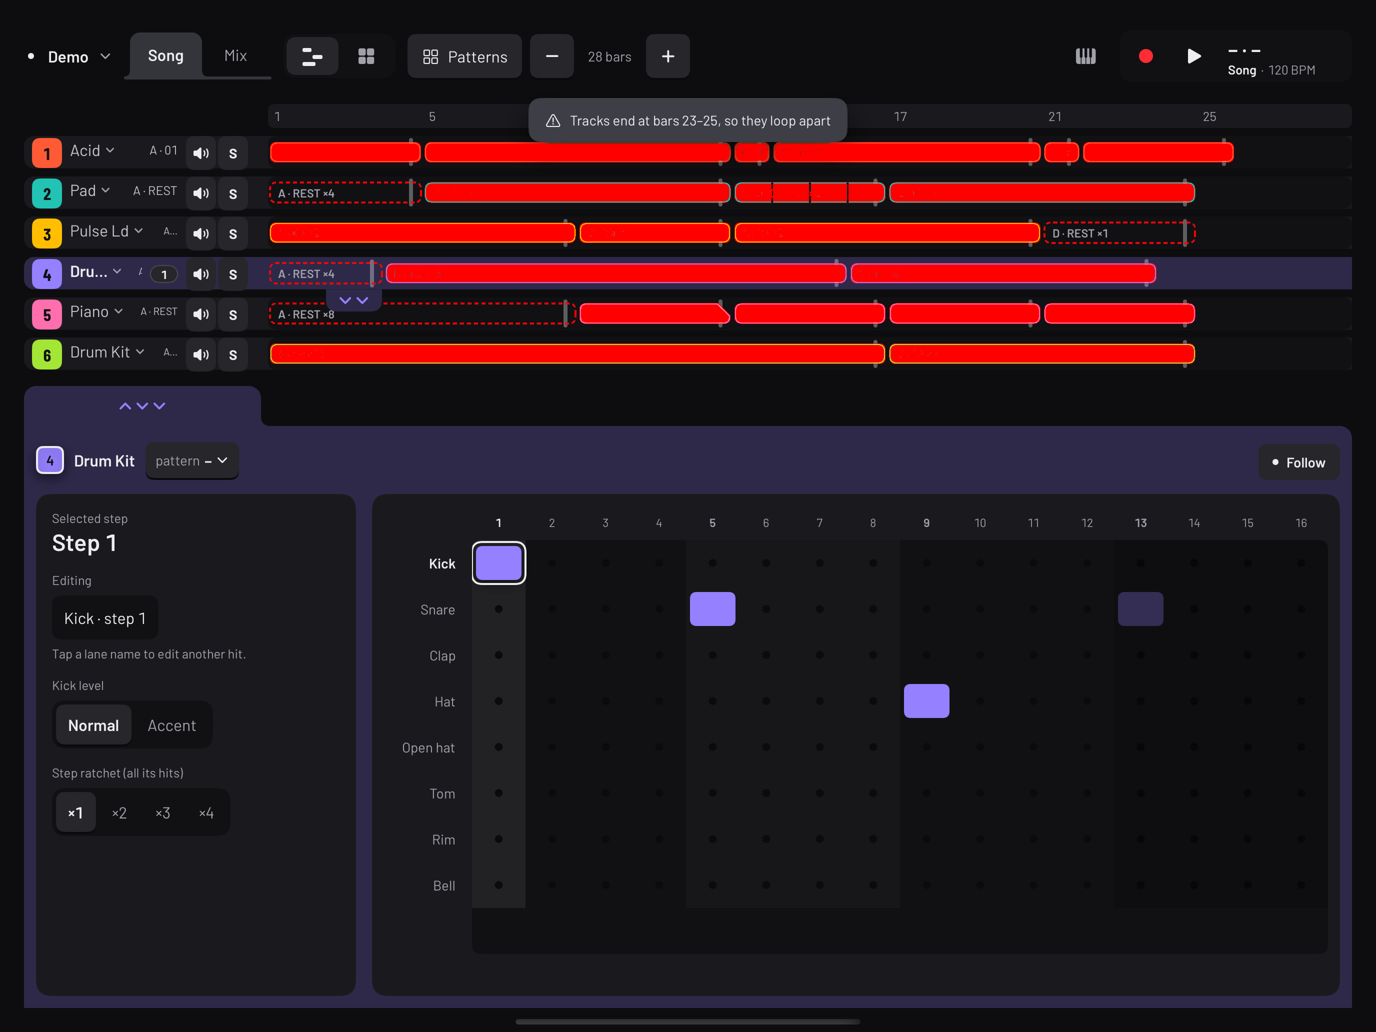 Demo
Song
Mix
Patterns
28 bars
Song · 120 BPM
1 5 17 21 25
Tracks end at bars 23–25, so they loop apart
1 Acid A · 01 S
2 Pad A · REST S
A · REST ×4
3 Pulse Ld A... S
D · REST ×1
4 Dru... 1 S
A · REST ×4
5 Piano A · REST S
A · REST ×8
6 Drum Kit A... S
4 Drum Kit pattern –
Follow
Selected step
Step 1
Editing
Kick · step 1
Tap a lane name to edit another hit.
Kick level
Normal Accent
Step ratchet (all its hits)
×1 ×2 ×3 ×4
1 2 3 4 5 6 7 8 9 10 11 12 13 14 15 16
Kick
Snare
Clap
Hat
Open hat
Tom
Rim
Bell